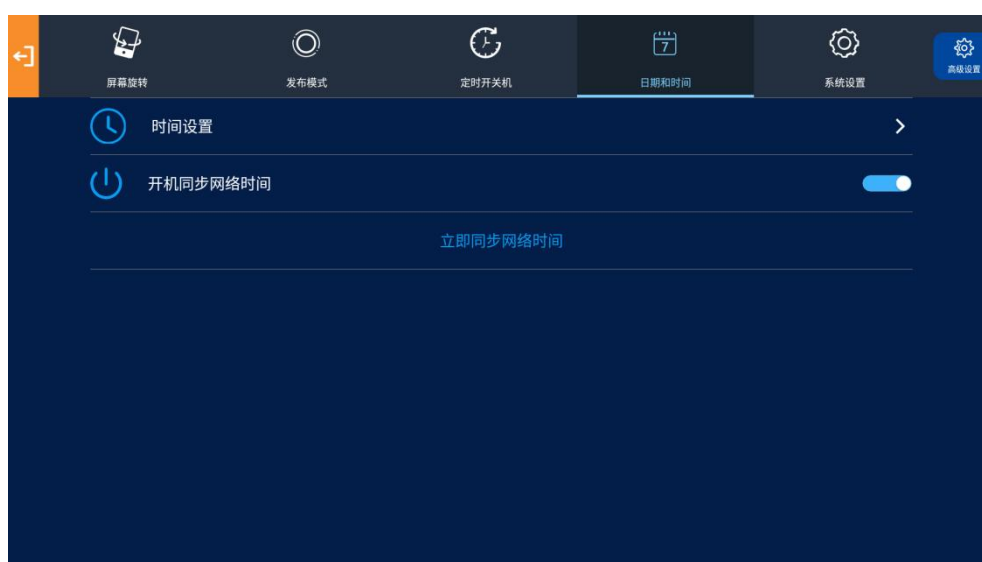 屏幕旋转
发布模式
定时开关机
7
日期和时间
系统设置
高级设置
时间设置
开机同步网络时间
立即同步网络时间